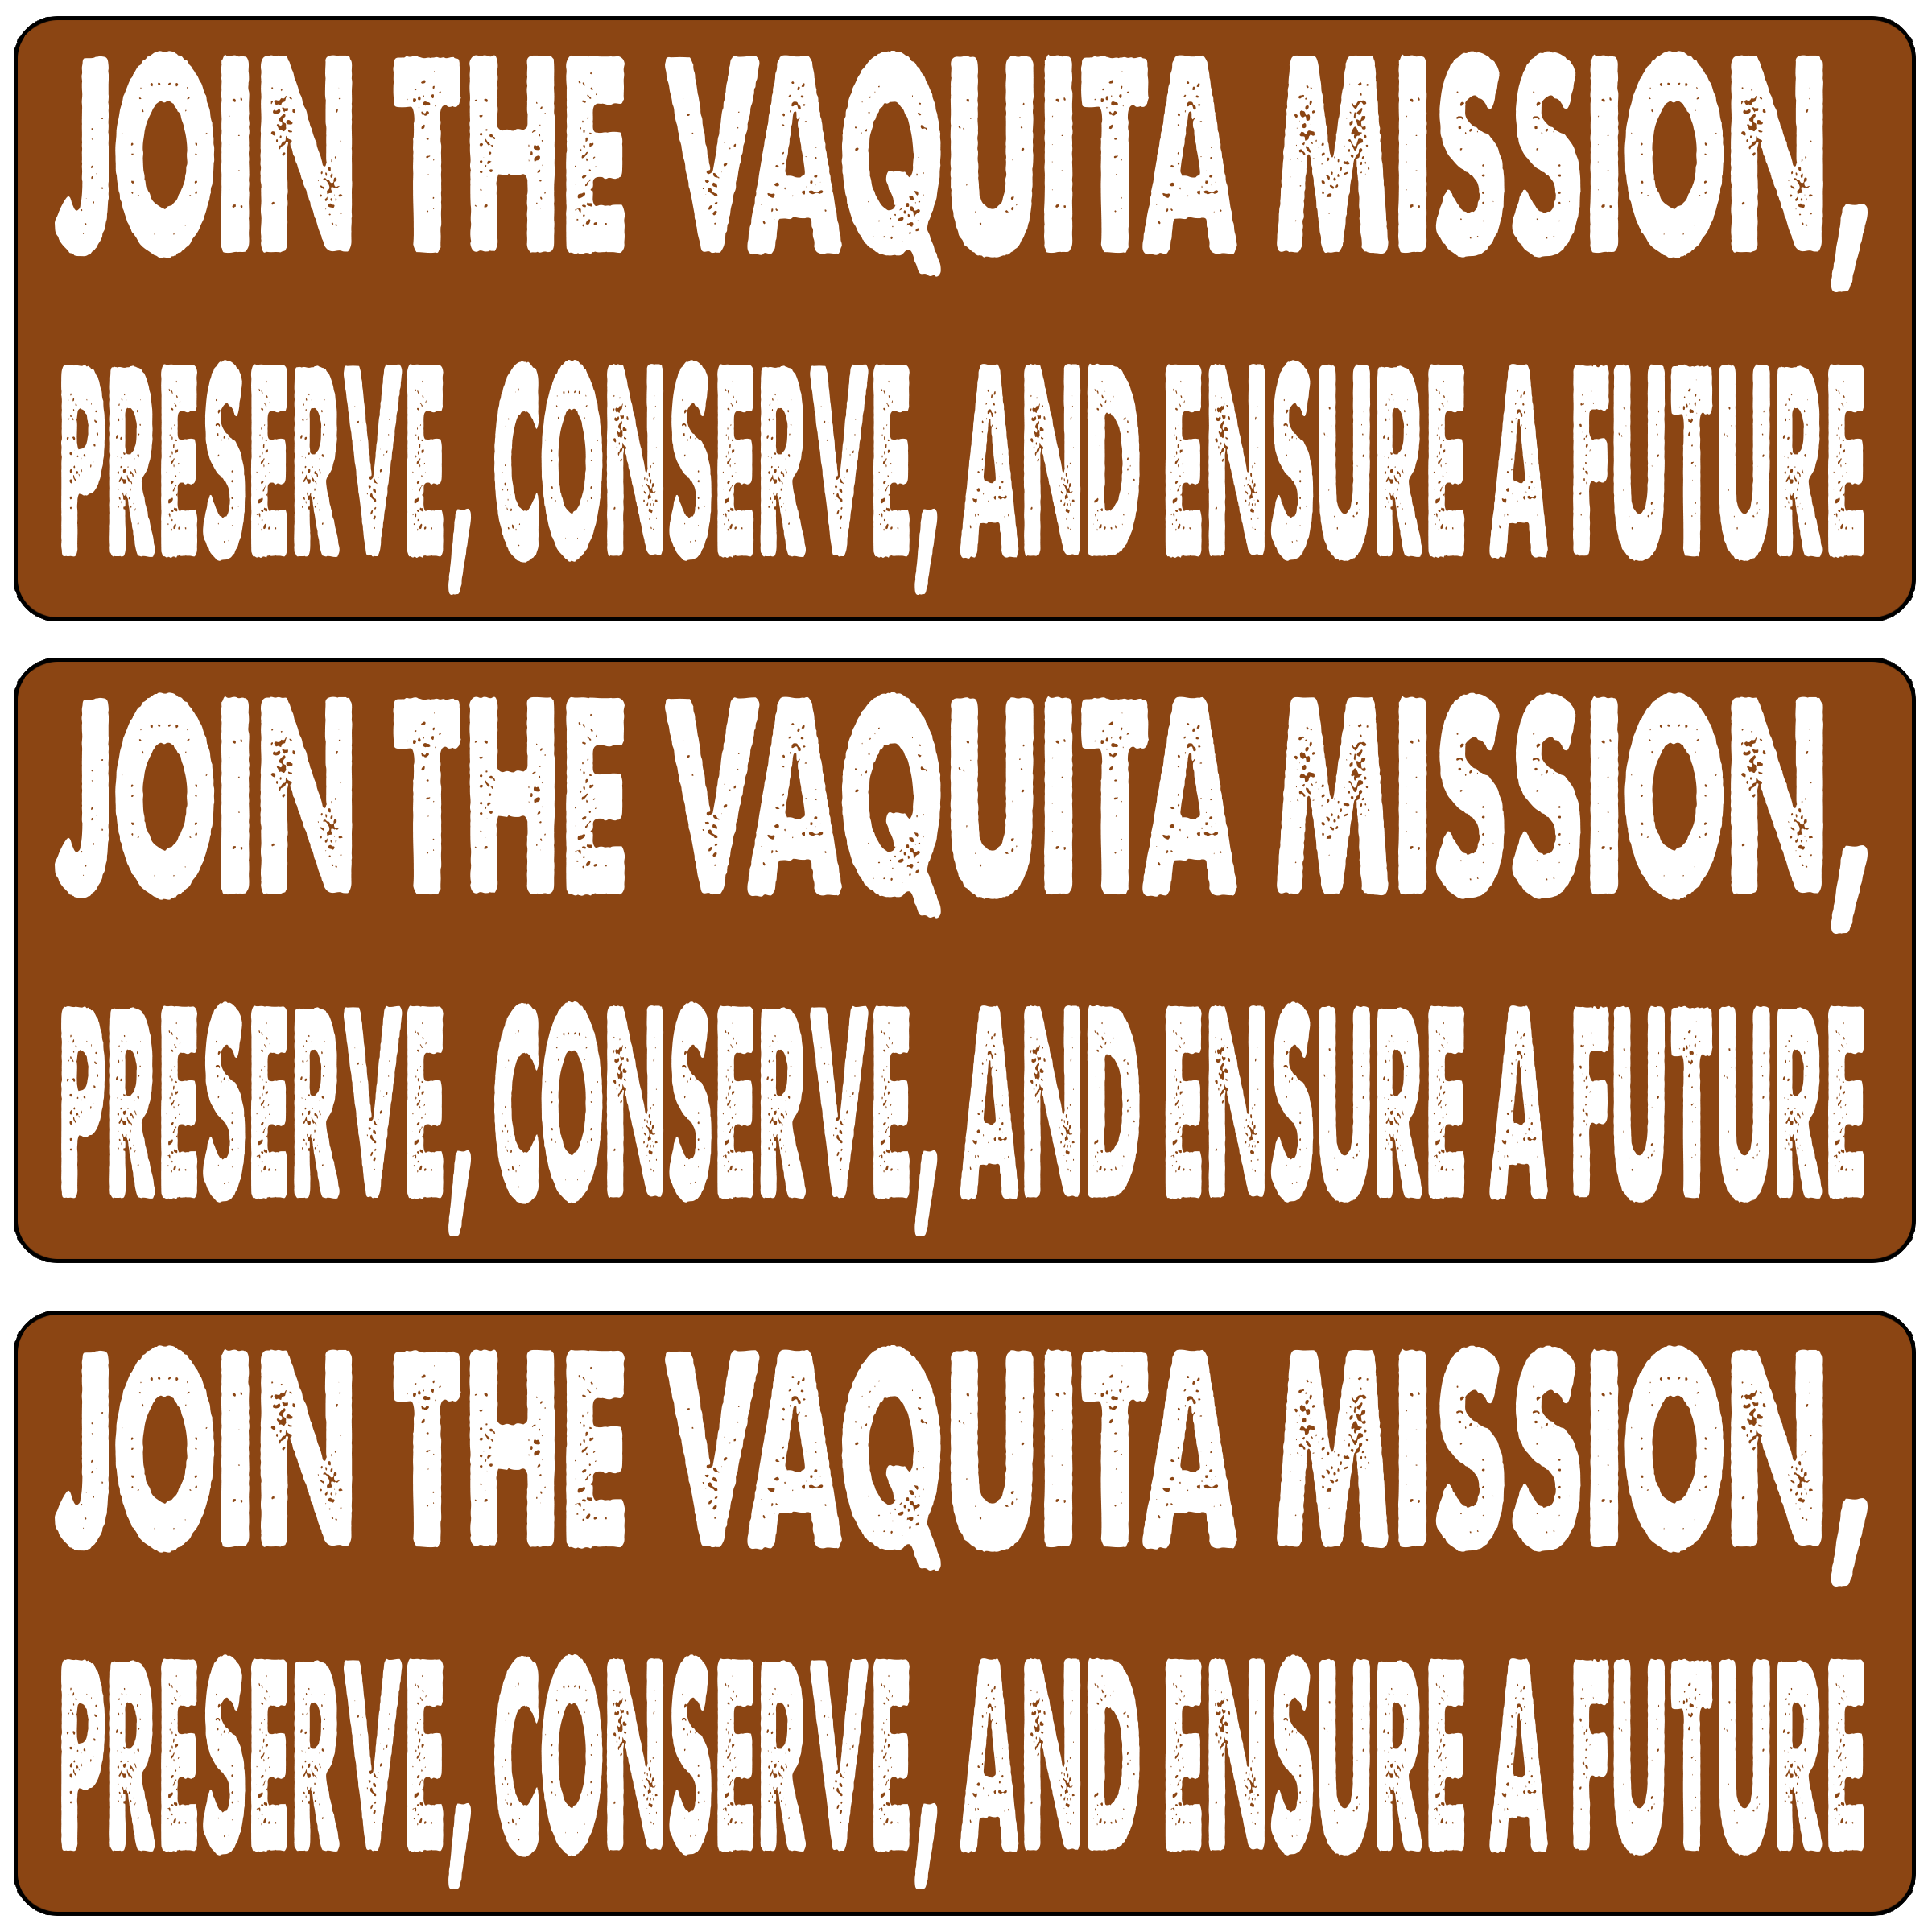 JOIN THE VAQUITA MISSION,
PRESERVE, CONSERVE, AND ENSURE A FUTURE
JOIN THE VAQUITA MISSION,
PRESERVE, CONSERVE, AND ENSURE A FUTURE
JOIN THE VAQUITA MISSION,
PRESERVE, CONSERVE, AND ENSURE A FUTURE